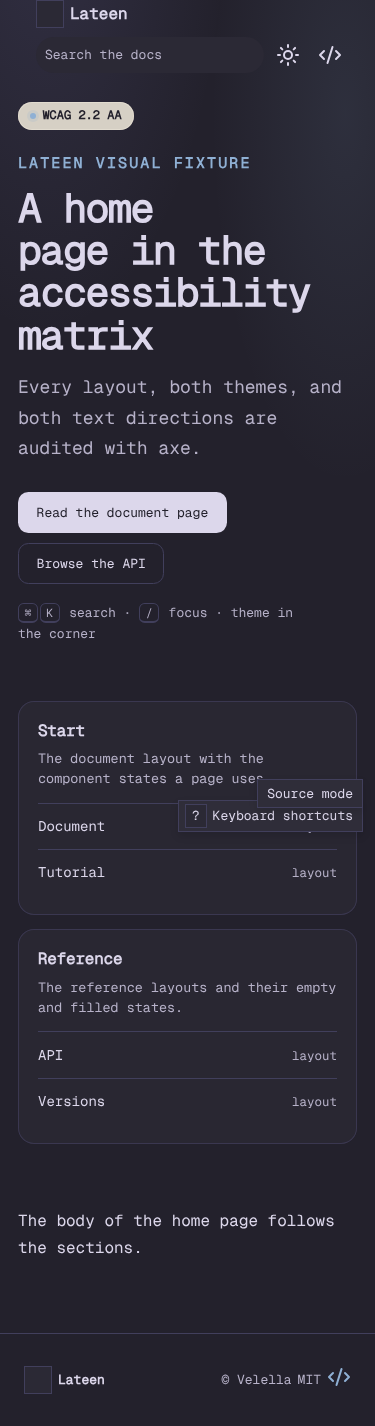 Lateen
Search the docs
WCAG 2.2 AA
LATEEN VISUAL FIXTURE
A home
page in the
accessibility
matrix
Every layout, both themes, and
both text directions are
audited with axe.
Read the document page
Browse the API
⌘ K search · / focus · theme in
the corner
Start
The document layout with the
component states a page uses
Source mode
? Keyboard shortcuts
Document
Tutorial layout
Reference
The reference layouts and their empty
and filled states.
API layout
Versions layout
The body of the home page follows
the sections.
Lateen © Velella MIT